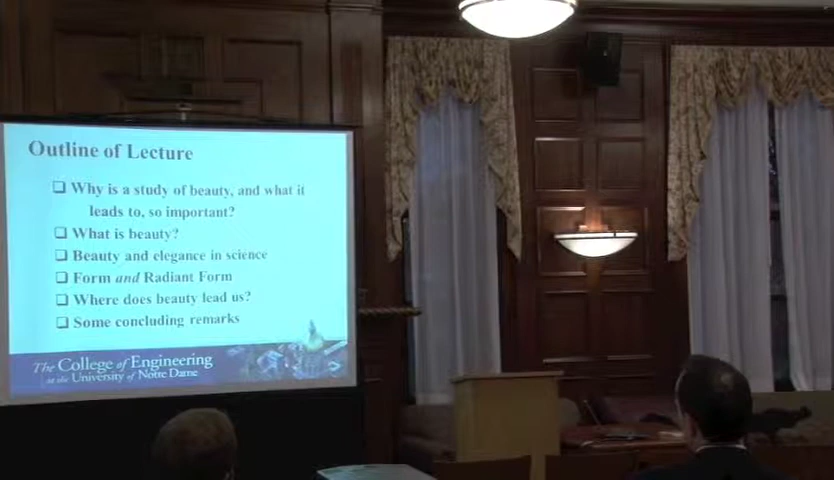 Outline of Lecture
❑ Why is a study of beauty, and what it
leads to, so important?
❑ What is beauty?
❑ Beauty and elegance in science
❑ Form and Radiant Form
❑ Where does beauty lead us?
❑ Some concluding remarks
The College of Engineering
at the University of Notre Dame